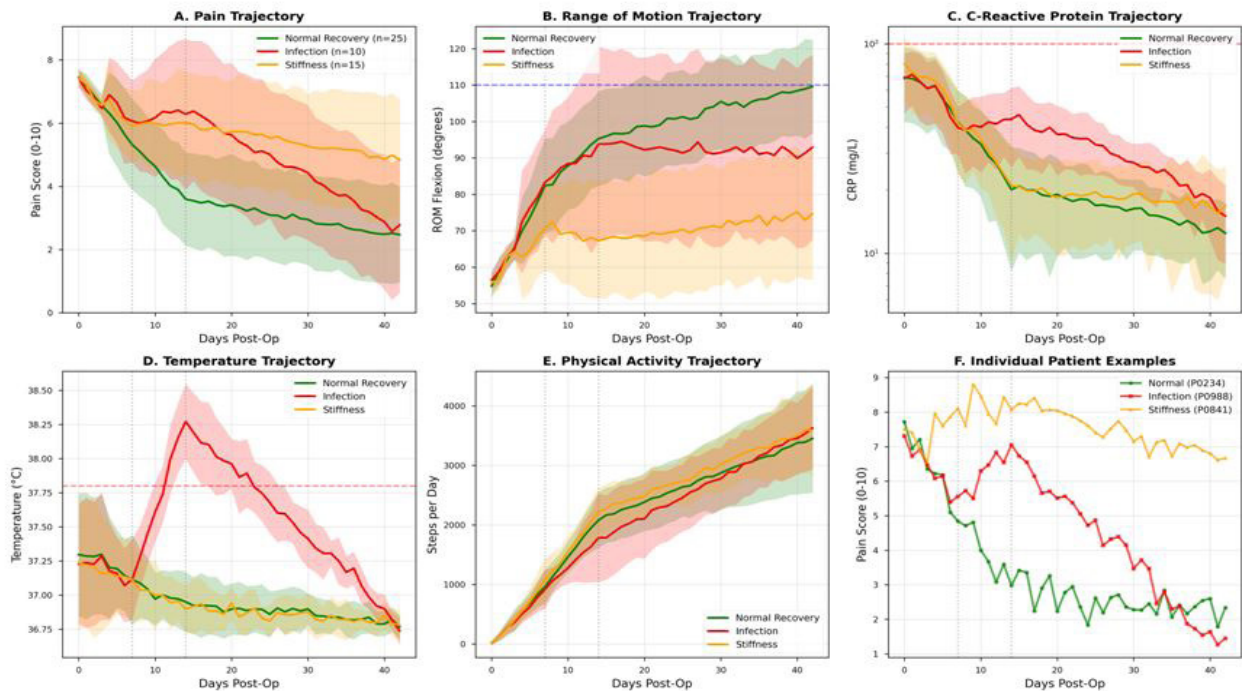 A. Pain Trajectory
Normal Recovery (n=25)
Infection (n=10)
Stiffness (n=15)
Pain Score (0-10)
8
6
4
2
0
0 10 20 30 40
Days Post-Op
B. Range of Motion Trajectory
Normal Recovery
Infection
Stiffness
ROM Flexion (degrees)
120
110
100
90
80
70
60
50
0 10 20 30 40
Days Post-Op
C. C-Reactive Protein Trajectory
Normal Recovery
Infection
Stiffness
CRP (mg/L)
10²
10¹
0 10 20 30 40
Days Post-Op
D. Temperature Trajectory
Normal Recovery
Infection
Stiffness
Temperature (°C)
38.50
38.25
38.00
37.75
37.50
37.25
37.00
36.75
0 10 20 30 40
Days Post-Op
E. Physical Activity Trajectory
Normal Recovery
Infection
Stiffness
Steps per Day
4000
3000
2000
1000
0
0 10 20 30 40
Days Post-Op
F. Individual Patient Examples
Normal (P0234)
Infection (P0988)
Stiffness (P0841)
Pain Score (0-10)
9
8
7
6
5
4
3
2
1
0 10 20 30 40
Days Post-Op